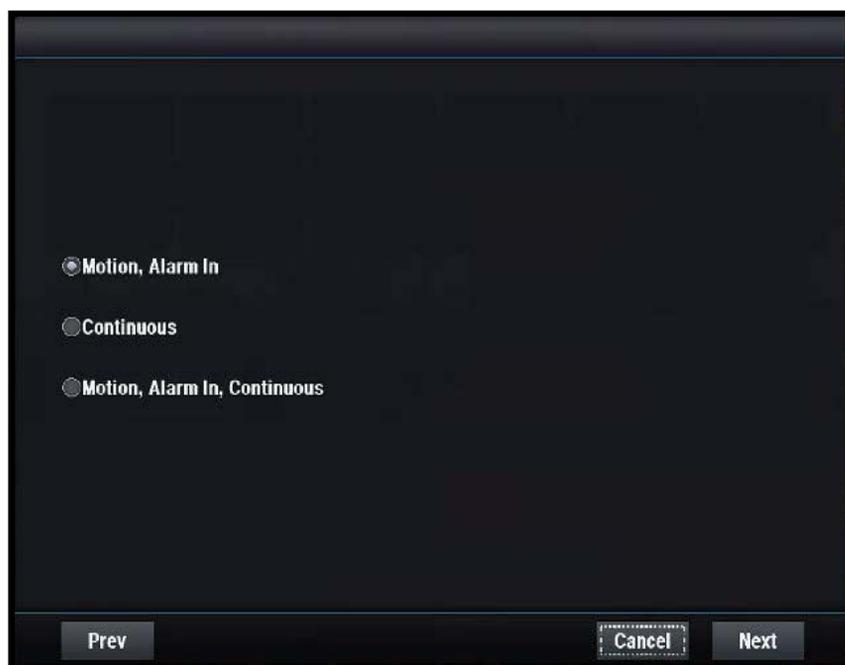 Motion, Alarm In
Continuous
Motion, Alarm In, Continuous
Prev Cancel Next